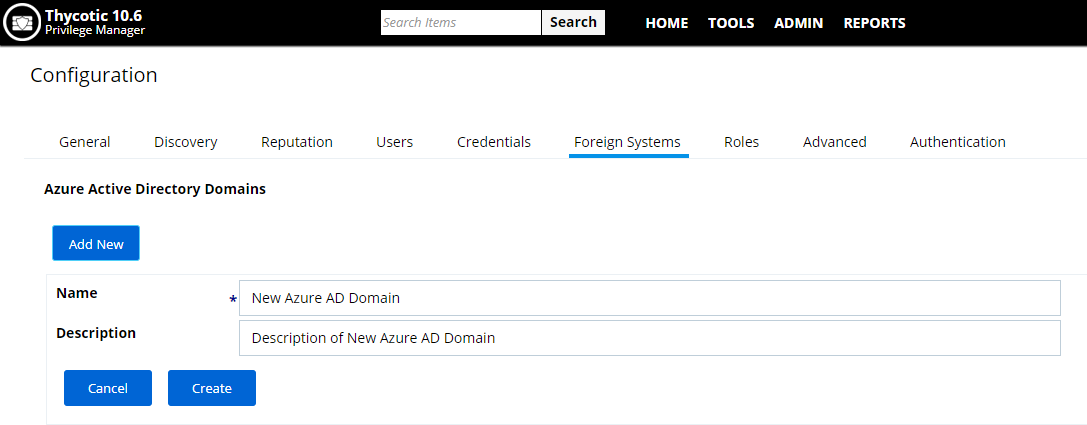 Thycotic 10.6
Privilege Manager
Search Items Search HOME TOOLS ADMIN REPORTS
Configuration
General Discovery Reputation Users Credentials Foreign Systems Roles Advanced Authentication
Azure Active Directory Domains
Add New
Name * New Azure AD Domain
Description Description of New Azure AD Domain
Cancel Create